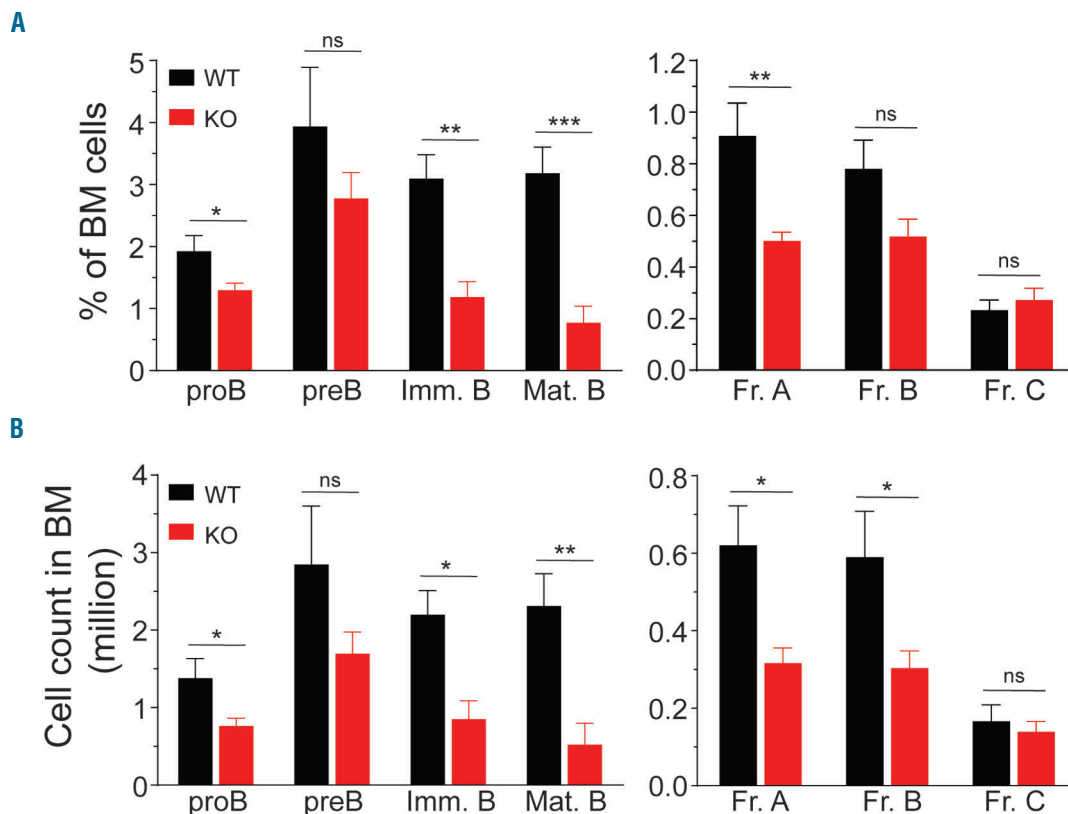 A
% of BM cells
5
4
3
2
1
0
WT
KO
*
ns
**
***
proB preB Imm. B Mat. B
1.2
1.0
0.8
0.6
0.4
0.2
0.0
**
ns
ns
Fr. A Fr. B Fr. C
B
Cell count in BM
(million)
4
3
2
1
0
WT
KO
*
ns
*
**
proB preB Imm. B Mat. B
0.8
0.6
0.4
0.2
0.0
*
*
ns
Fr. A Fr. B Fr. C